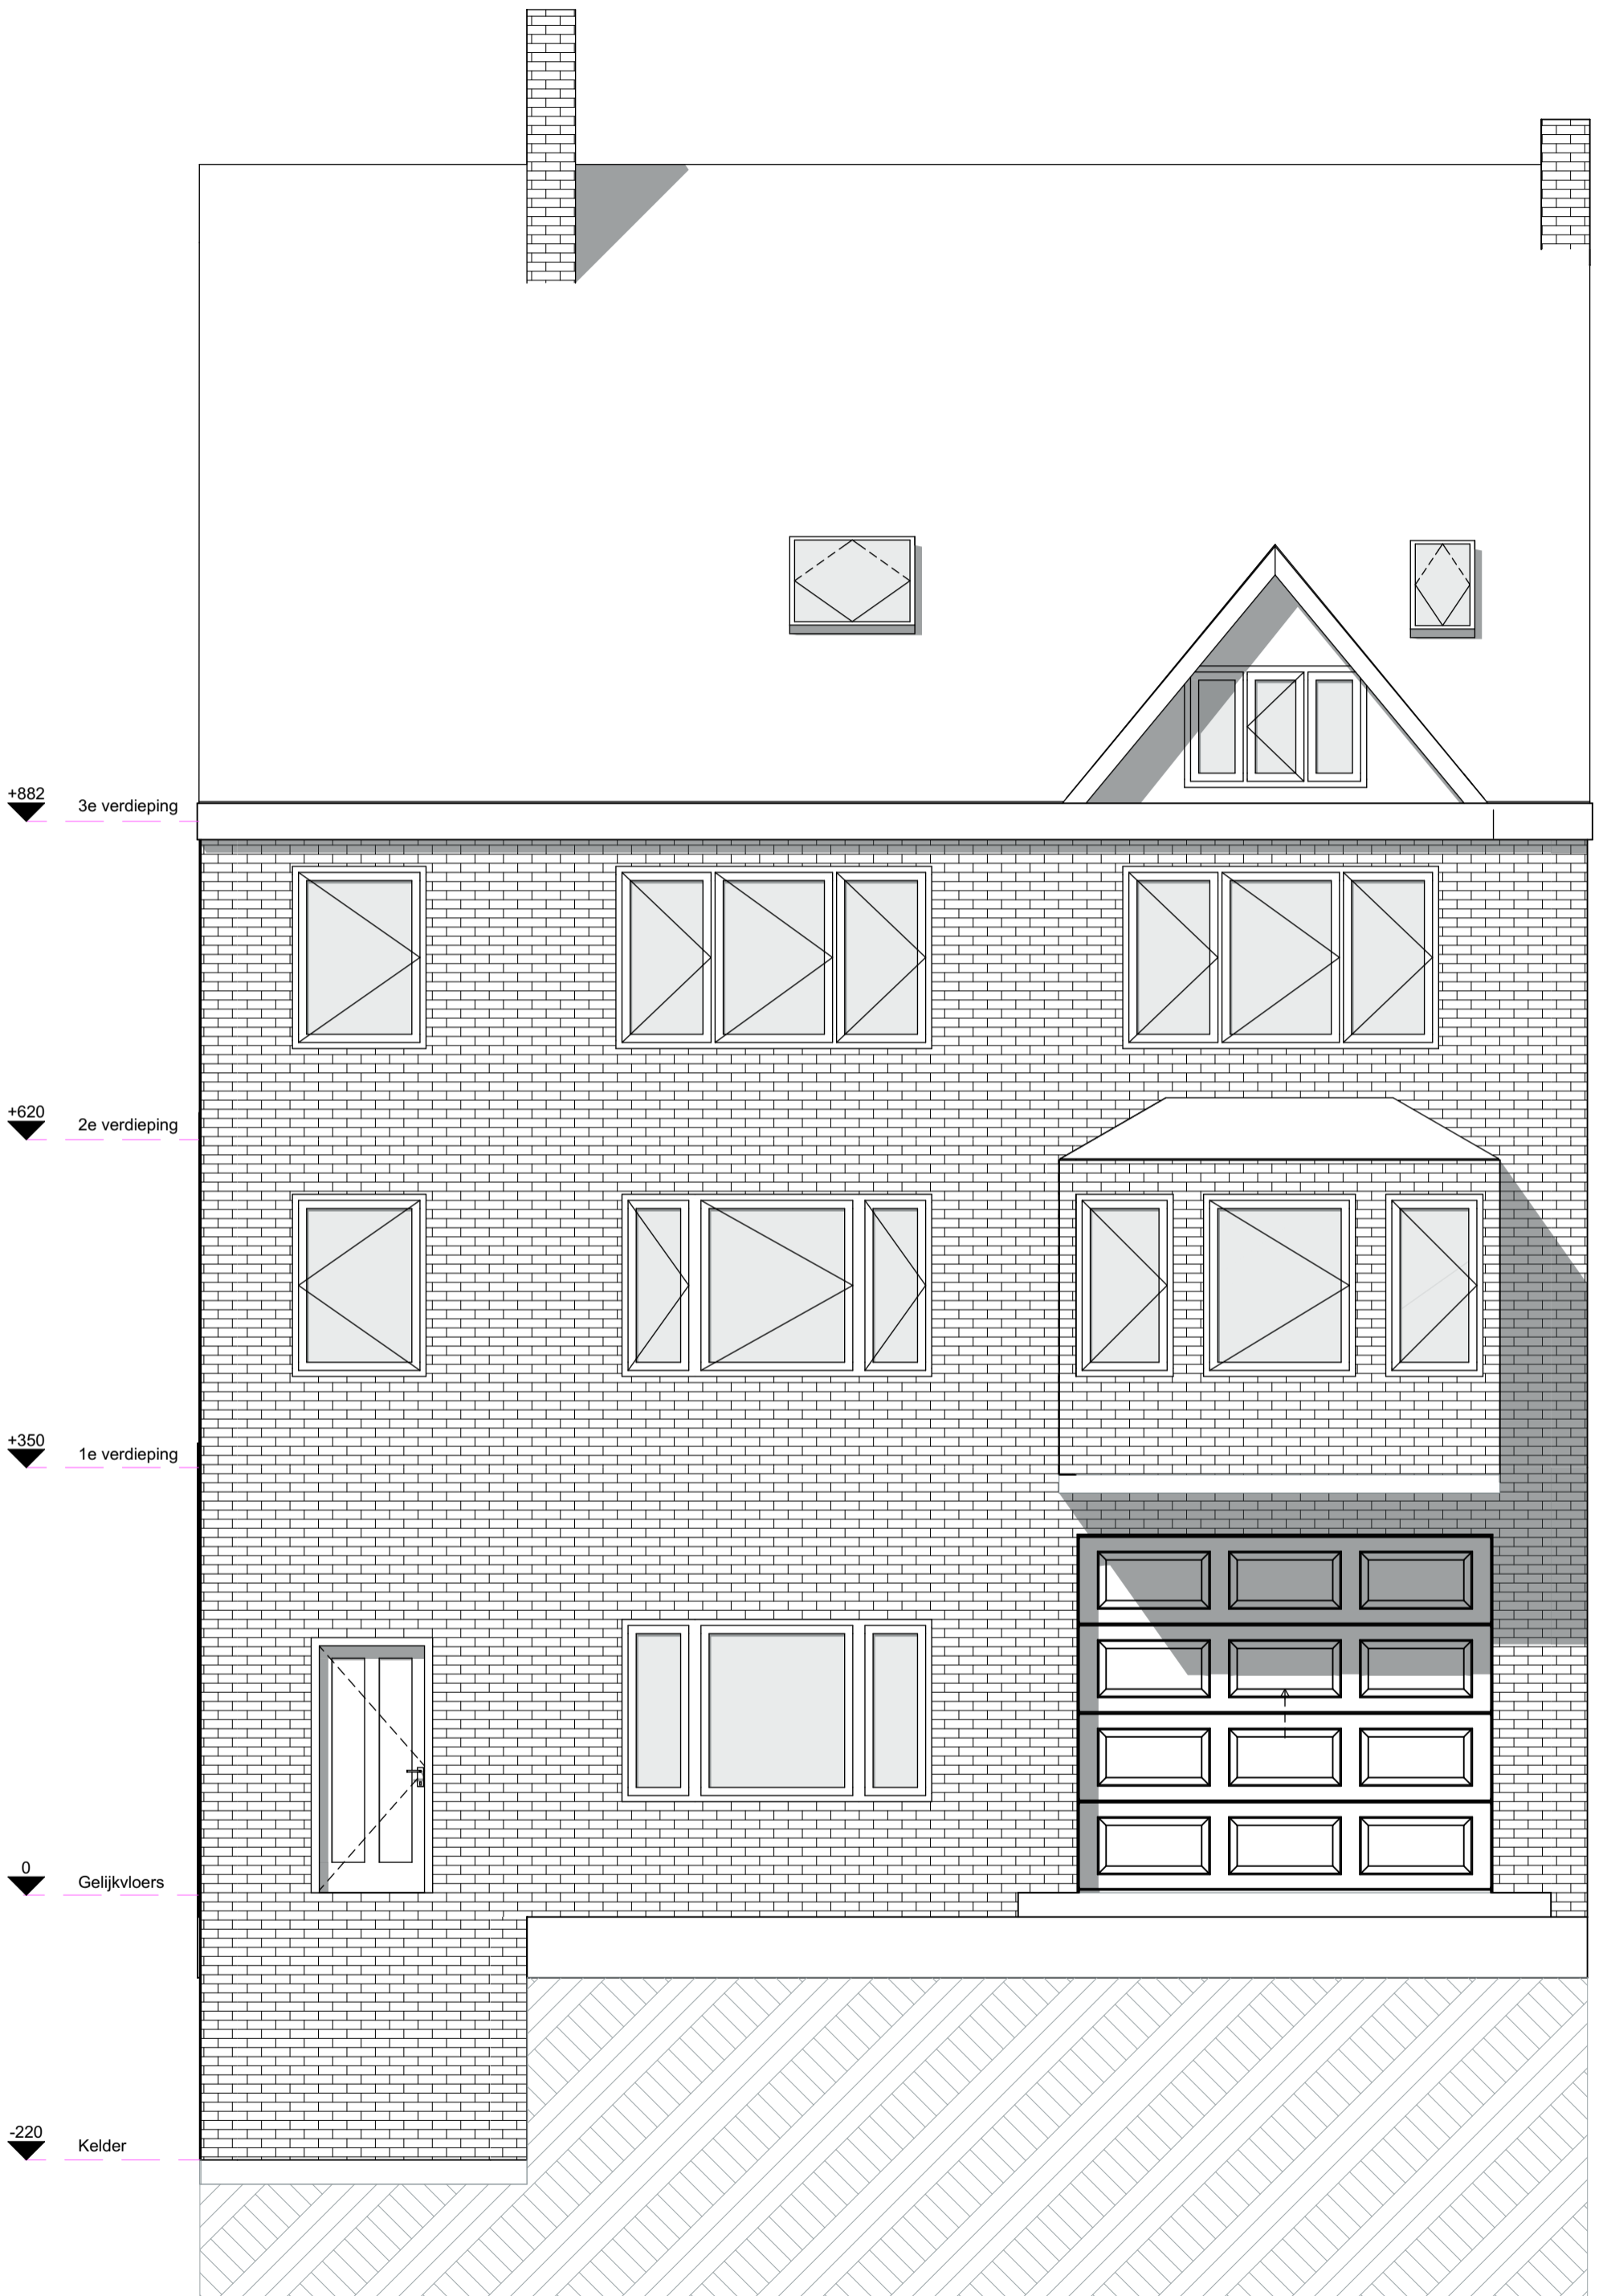 +882
3e verdieping
+620
2e verdieping
+350
1e verdieping
0
Gelijkvloers
-220
Kelder